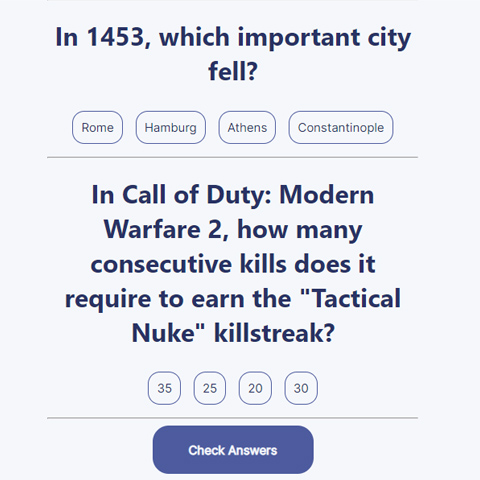 In 1453, which important city
fell?
Rome Hamburg Athens Constantinople
In Call of Duty: Modern
Warfare 2, how many
consecutive kills does it
require to earn the "Tactical
Nuke" killstreak?
35 25 20 30
Check Answers